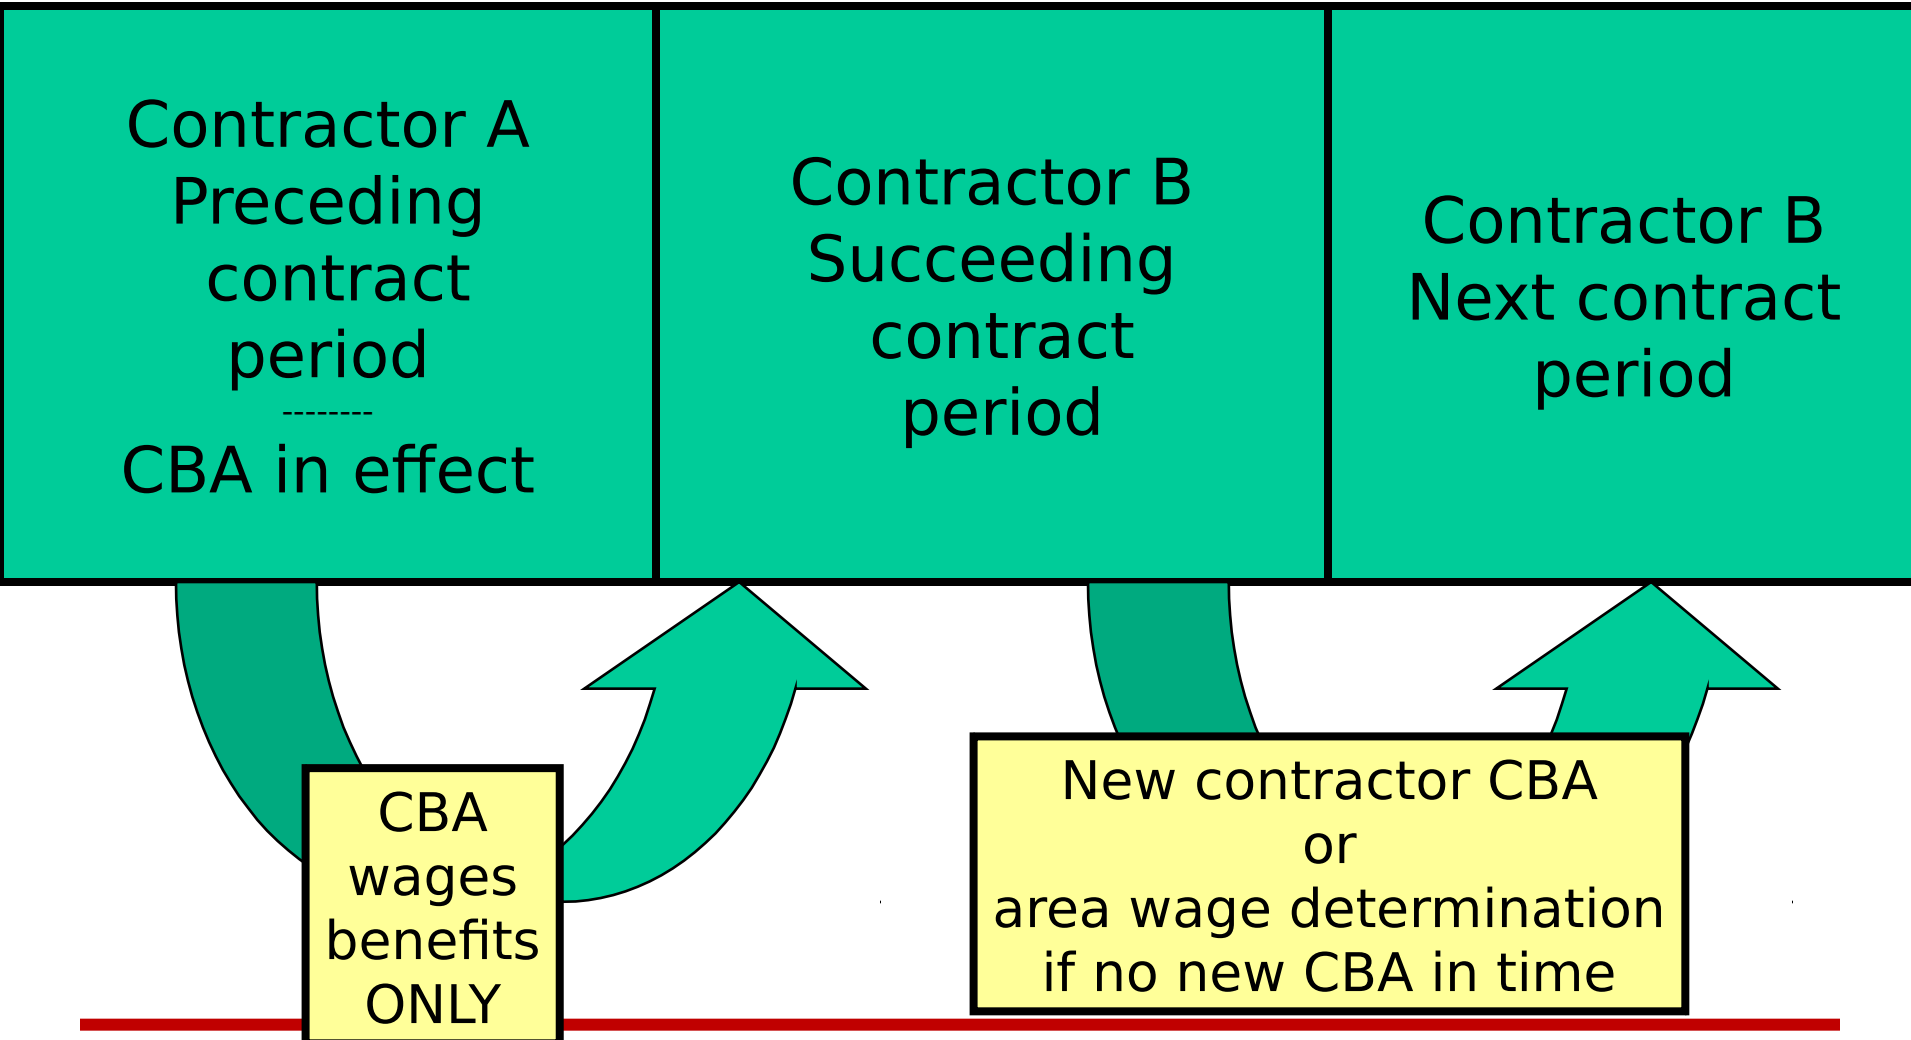 Contractor A
Preceding
contract
period
--------
CBA in effect
Contractor B
Succeeding
contract
period
Contractor B
Next contract
period
CBA
wages
benefits
ONLY
New contractor CBA
or
area wage determination
if no new CBA in time